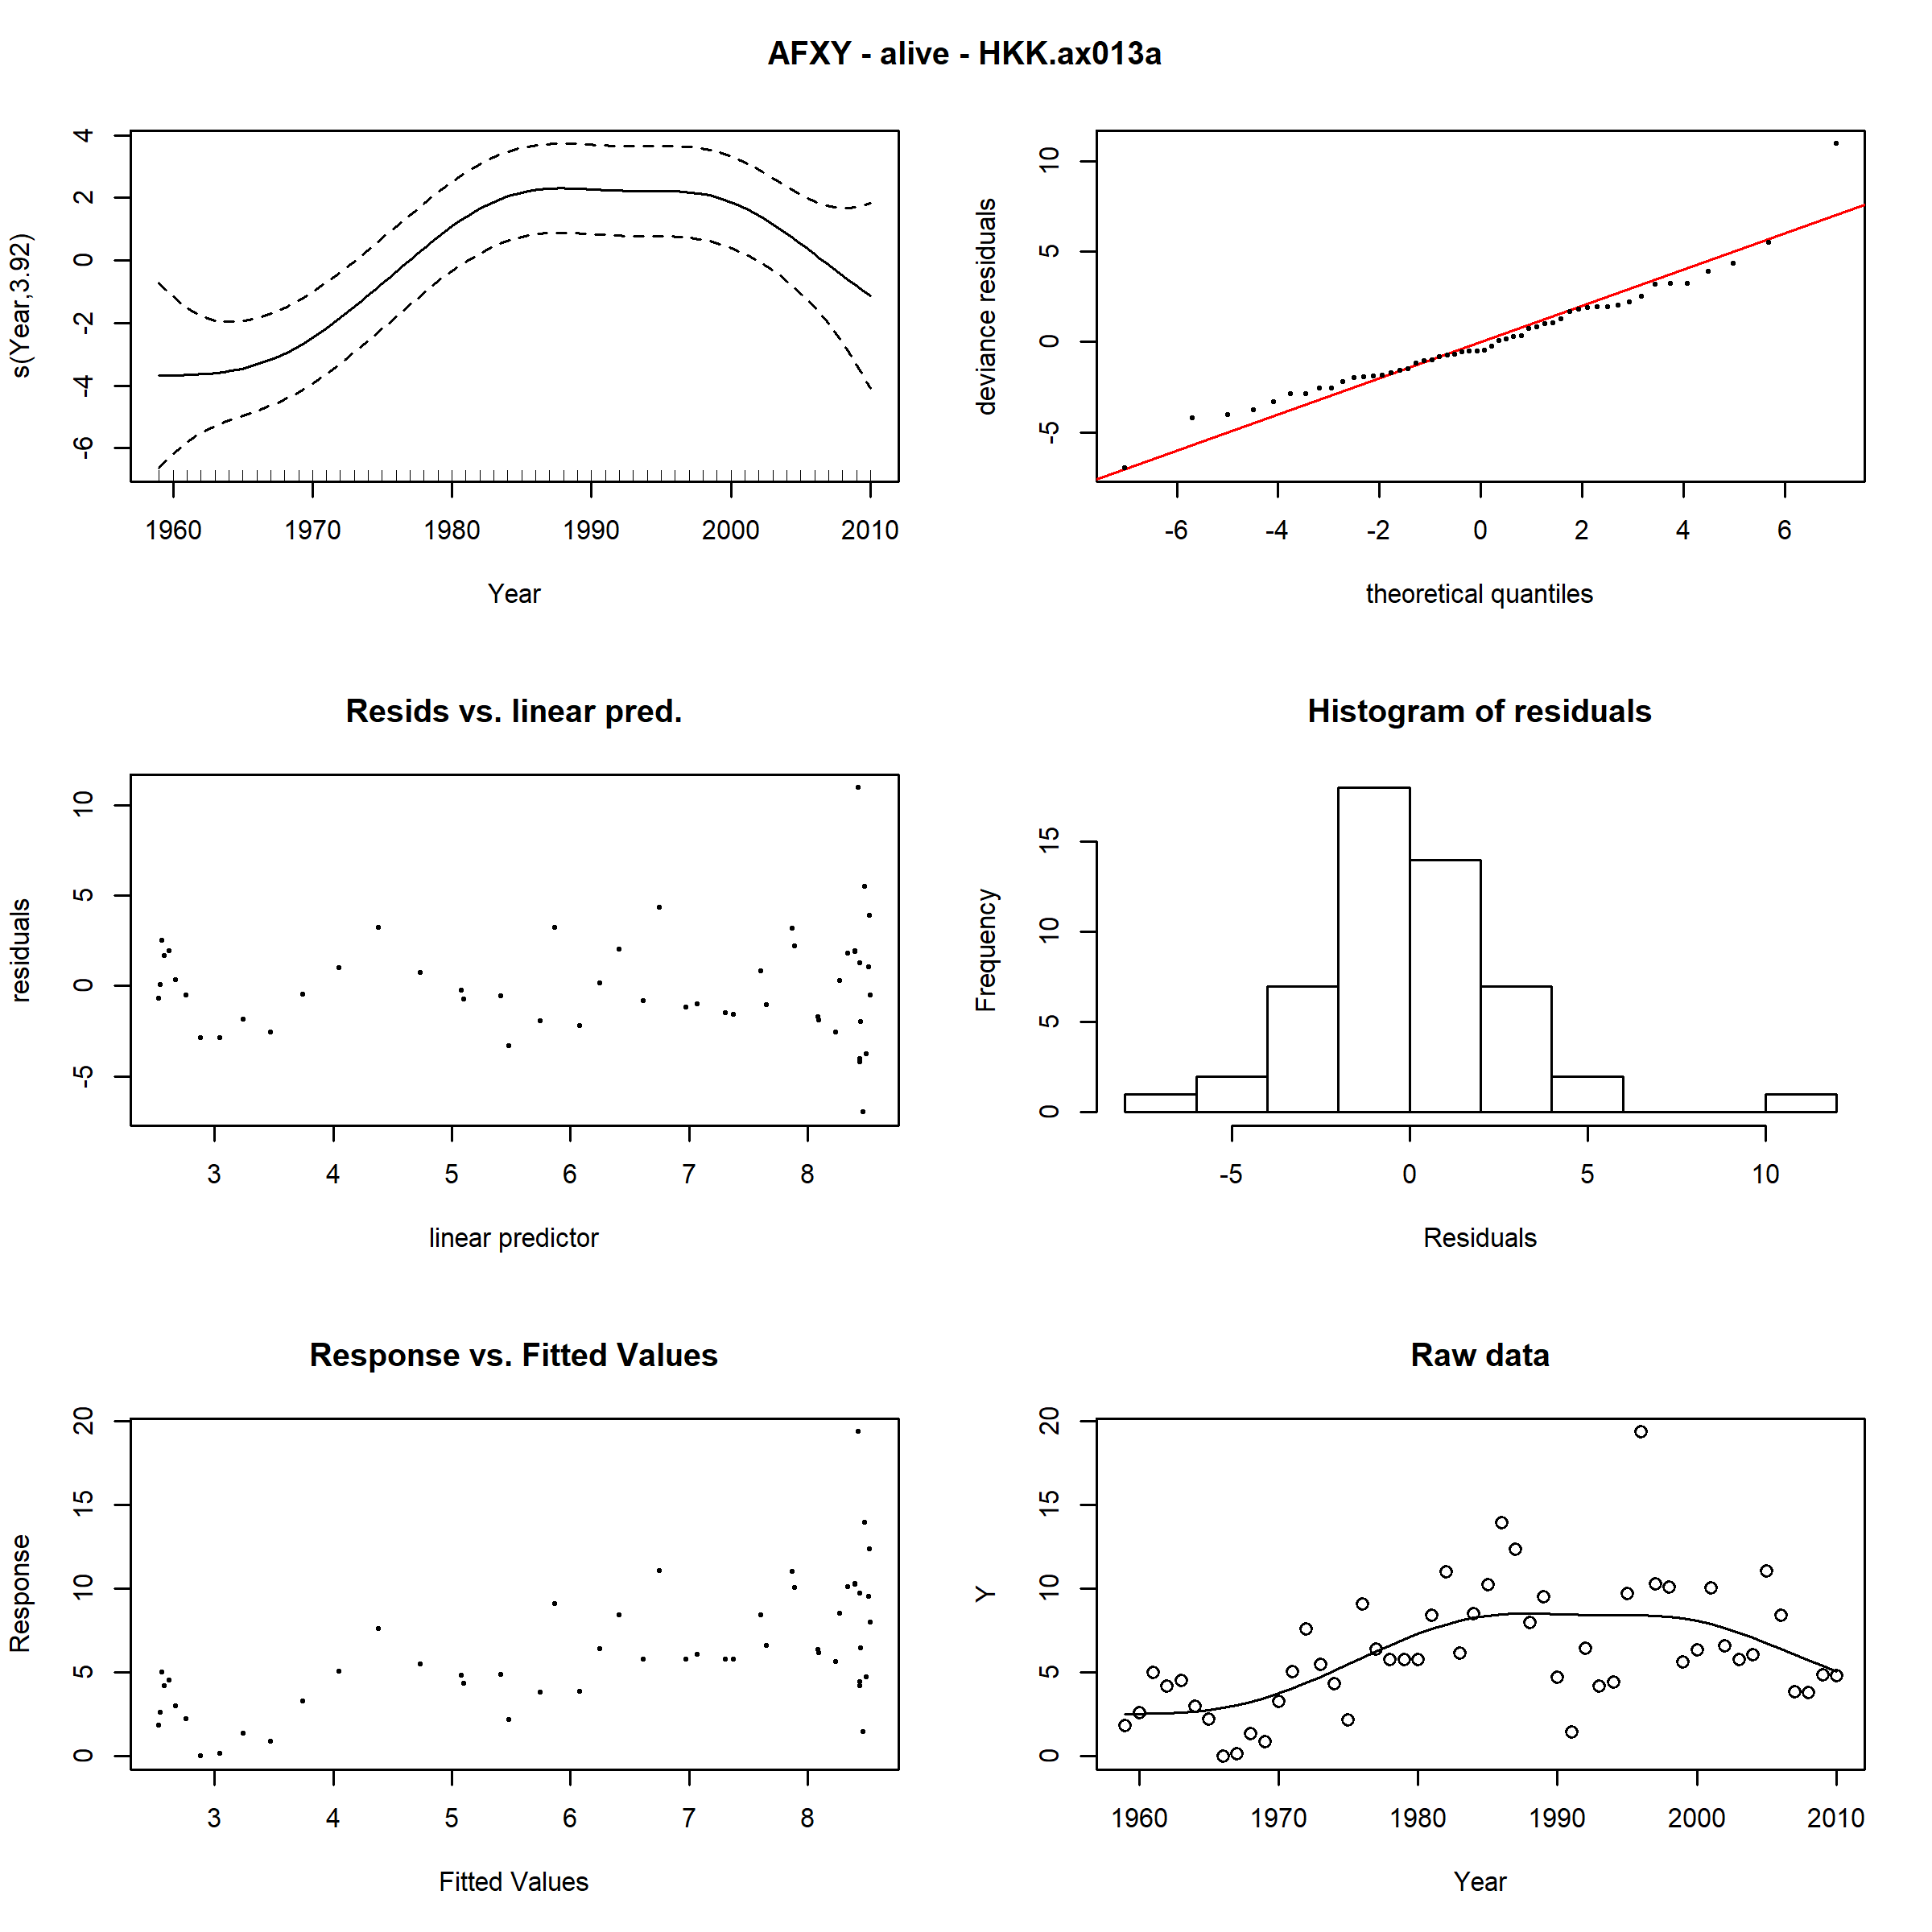 AFXY - alive - HKK.ax013a
s(Year,3.92)
4
2
0
-2
-4
-6
1960 1970 1980 1990 2000 2010
Year
deviance residuals
10
5
0
-5
-6 -4 -2 0 2 4 6
theoretical quantiles
Resids vs. linear pred.
residuals
10
5
0
-5
3 4 5 6 7 8
linear predictor
Histogram of residuals
Frequency
15
10
5
0
-5 0 5 10
Residuals
Response vs. Fitted Values
Response
20
15
10
5
0
3 4 5 6 7 8
Fitted Values
Raw data
Y
20
15
10
5
0
1960 1970 1980 1990 2000 2010
Year